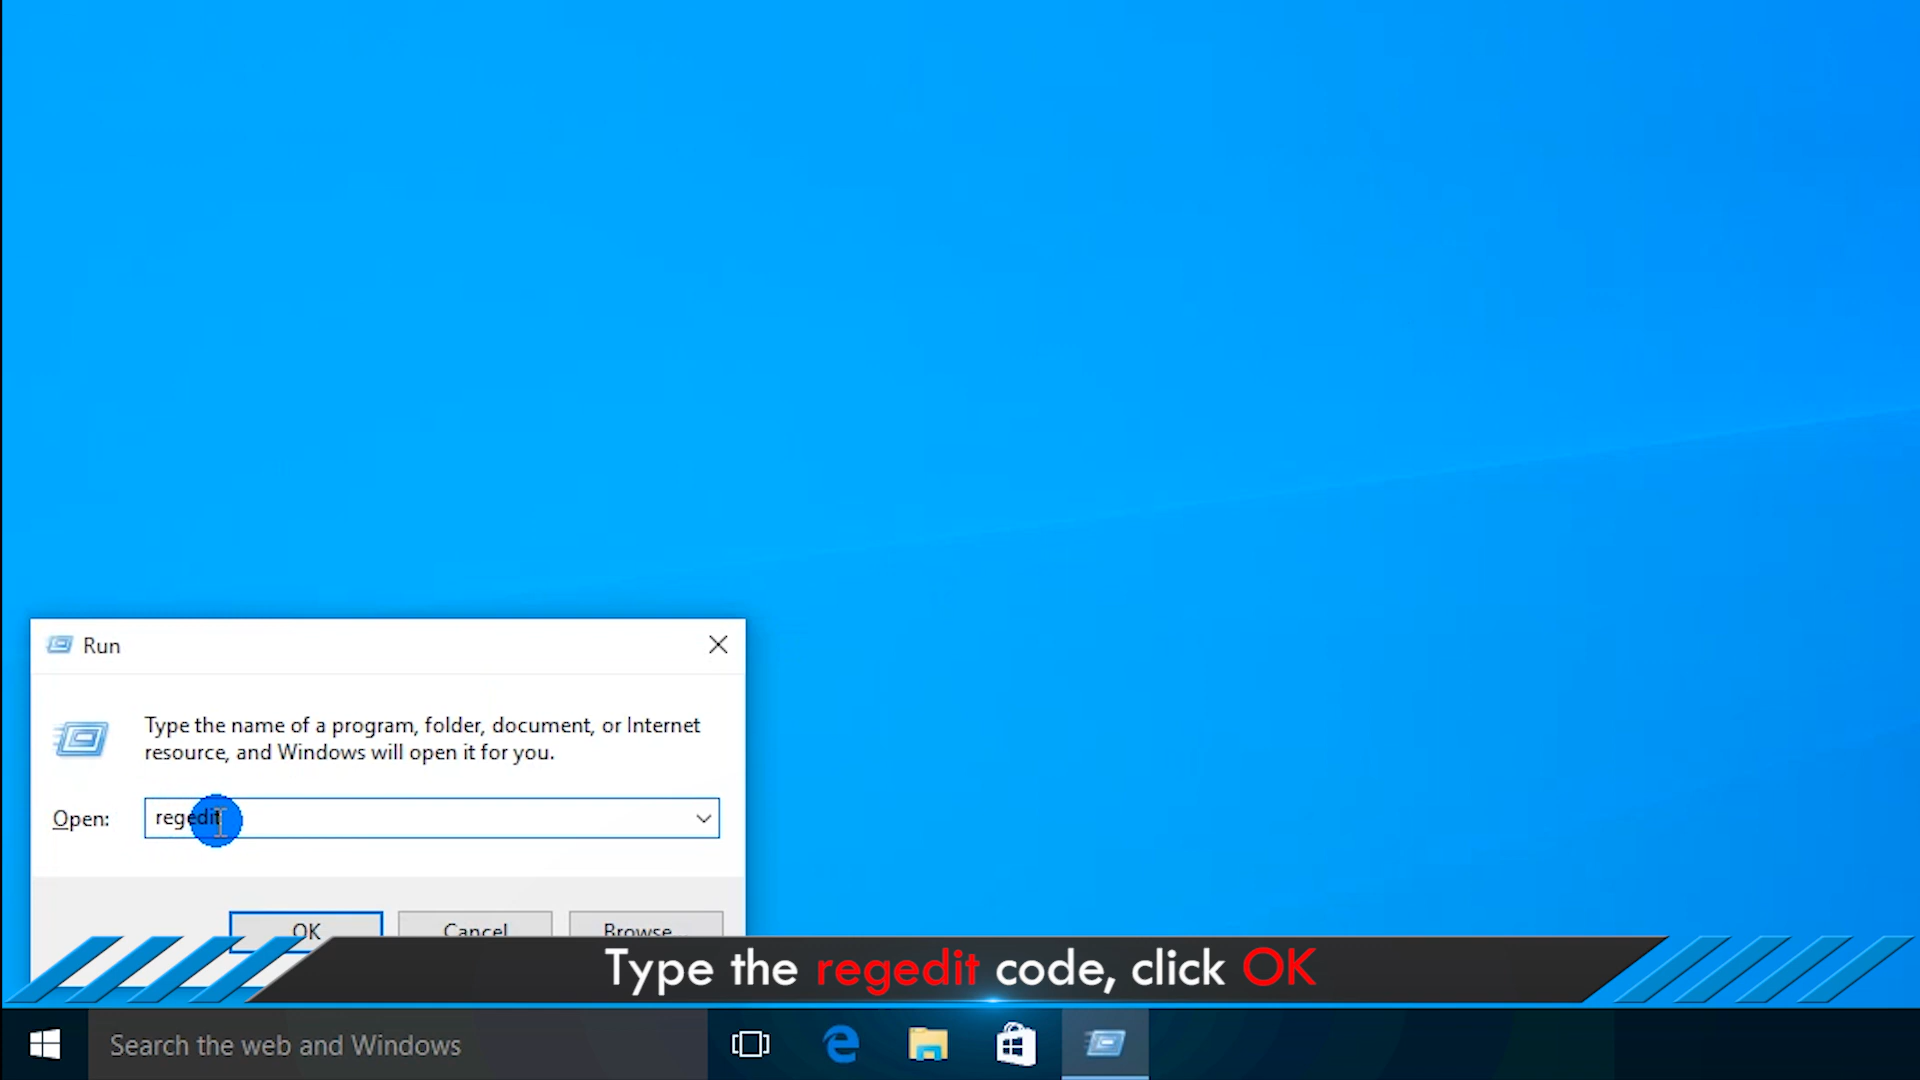 Run
Type the name of a program, folder, document, or Internet
resource, and Windows will open it for you.
Open: regedit
OK Cancel Browse...
Type the regedit code, click OK
Search the web and Windows